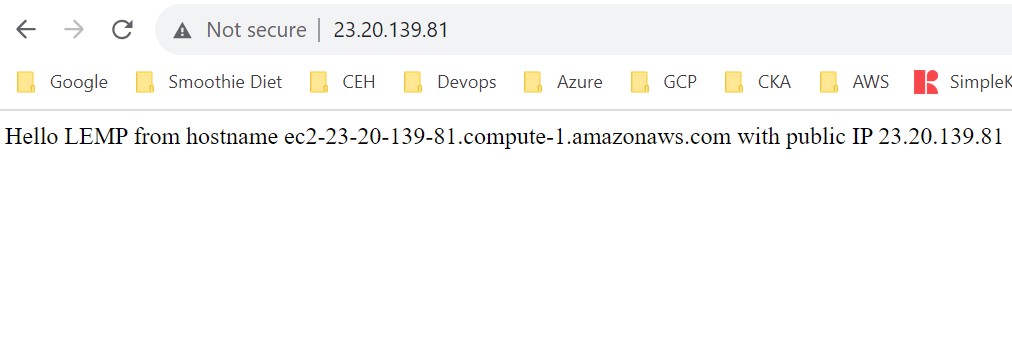 Not secure | 23.20.139.81
Google Smoothie Diet CEH Devops Azure GCP CKA AWS SimpleK
Hello LEMP from hostname ec2-23-20-139-81.compute-1.amazonaws.com with public IP 23.20.139.81